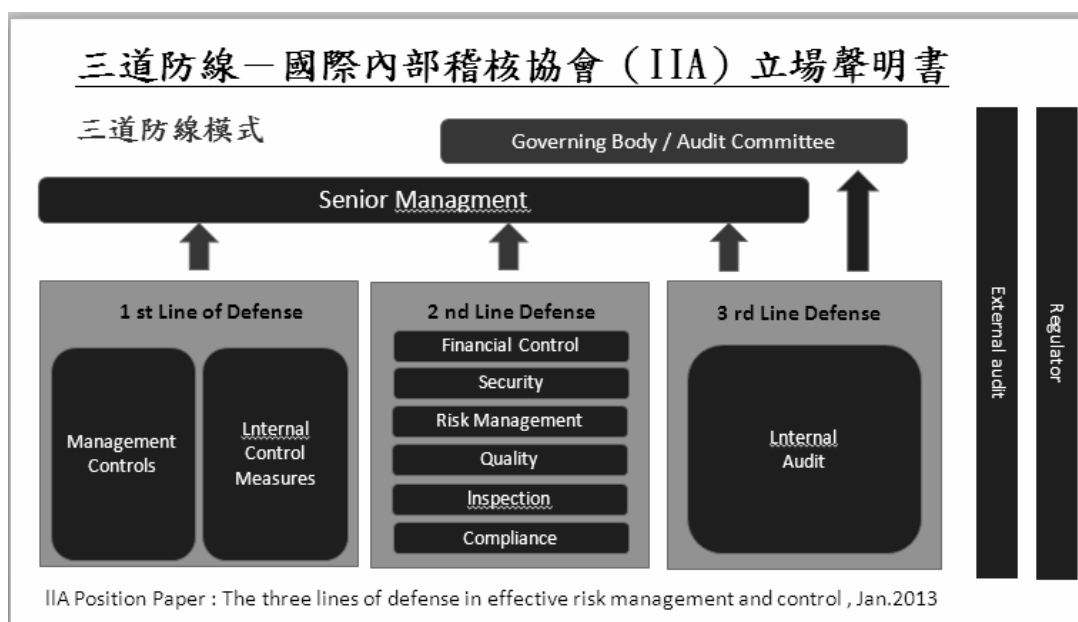 三道防線－國際內部稽核協會（IIA）立場聲明書
三道防線模式
Governing Body / Audit Committee
Senior Managment
1 st Line of Defense
Management
Controls
Lnternal
Control
Measures
2 nd Line Defense
Financial Control
Security
Risk Management
Quality
lnspection
Compliance
3 rd Line Defense
Lnternal
Audit
External audit
Regulator
llA Position Paper : The three lines of defense in effective risk management and control , Jan.2013